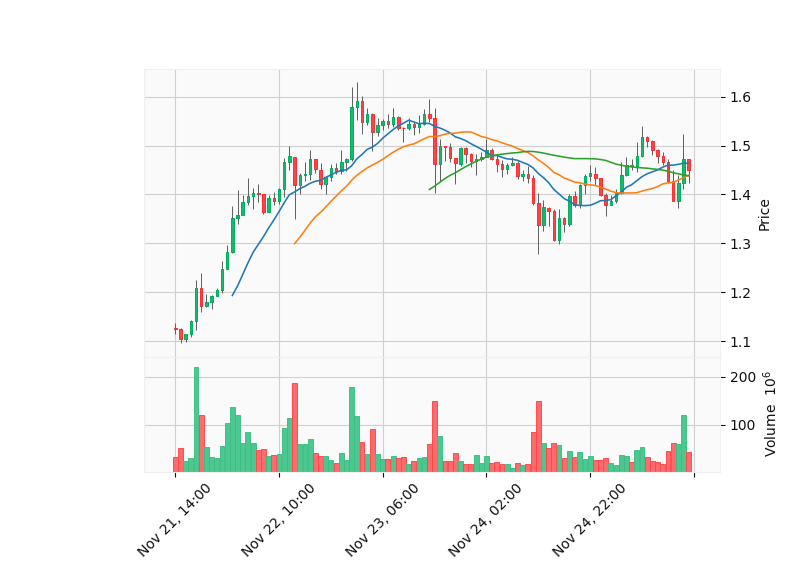 1.6
1.5
1.4
1.3
1.2
1.1
Price
200
100
Volume 10^6
Nov 21, 14:00
Nov 22, 10:00
Nov 23, 06:00
Nov 24, 02:00
Nov 24, 22:00